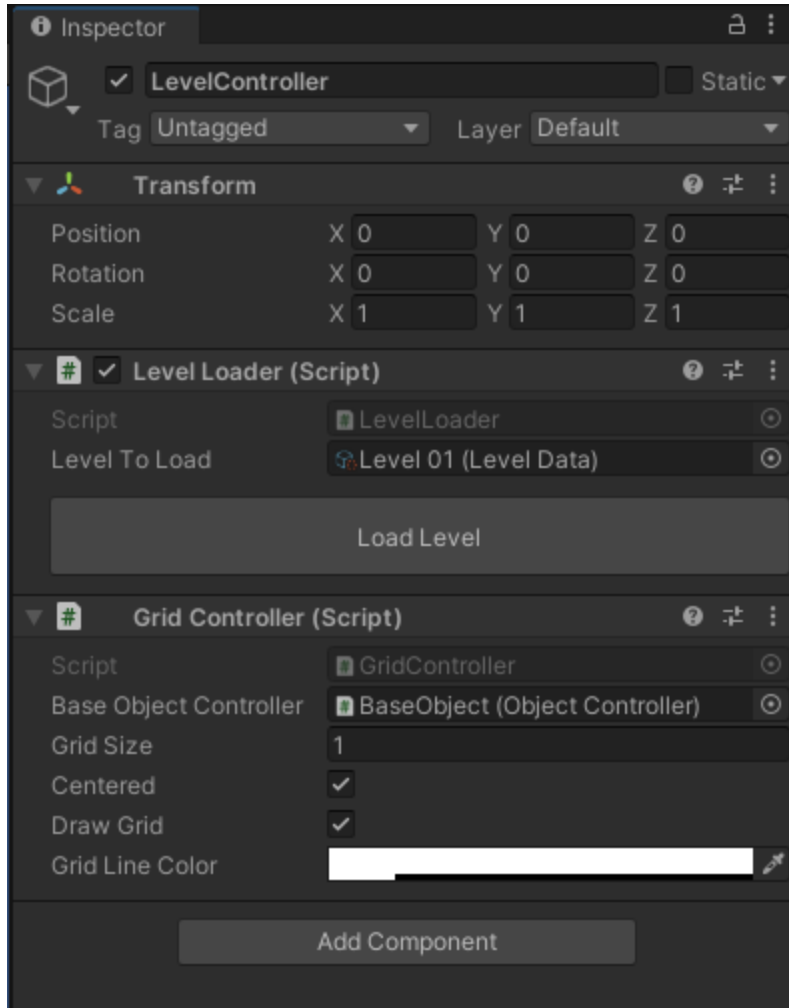 Inspector
LevelController
Static
Tag Untagged Layer Default
Transform
Position X 0 Y 0 Z 0
Rotation X 0 Y 0 Z 0
Scale X 1 Y 1 Z 1
# Level Loader (Script)
Script # LevelLoader
Level To Load Level 01 (Level Data)
Load Level
# Grid Controller (Script)
Script # GridController
Base Object Controller # BaseObject (Object Controller)
Grid Size 1
Centered
Draw Grid
Grid Line Color
Add Component